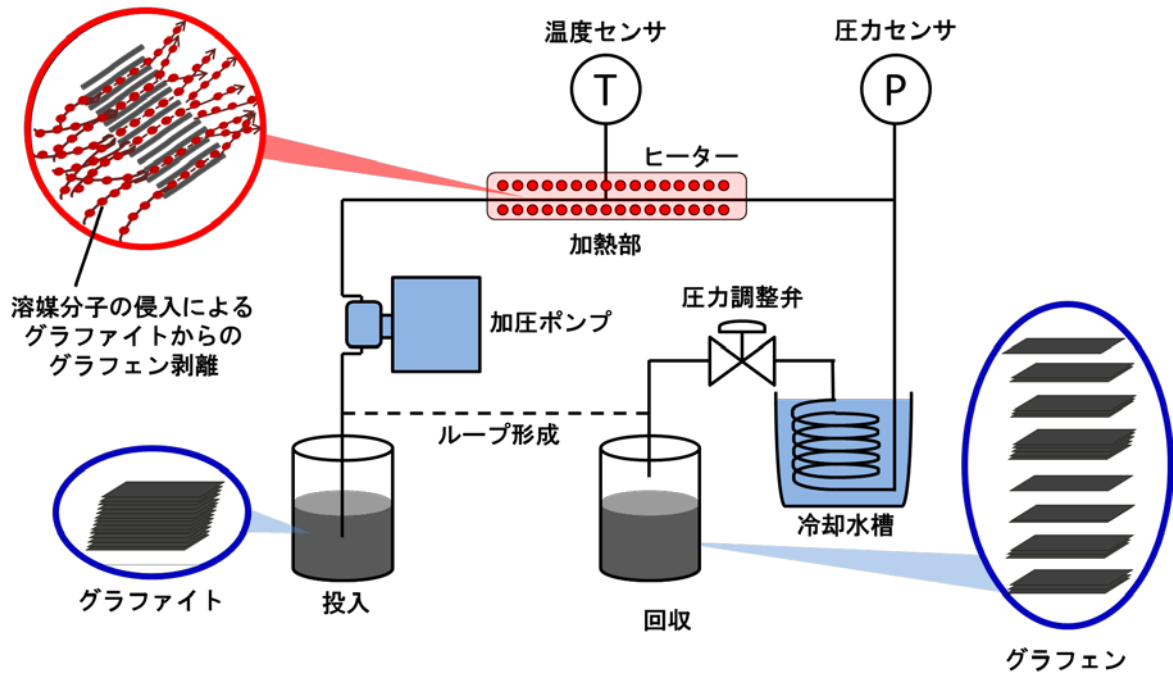 温度センサ
圧力センサ
T
P
ヒーター
加熱部
溶媒分子の侵入による
グラファイトからの
グラフェン剥離
加圧ポンプ
圧力調整弁
ループ形成
冷却水槽
グラファイト
投入
回収
グラフェン